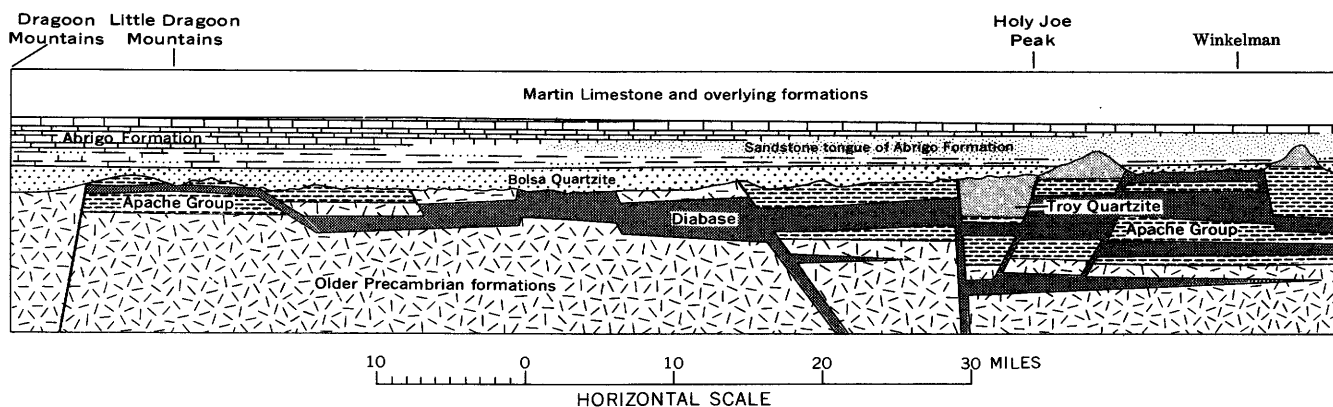 Dragoon
Mountains
Little Dragoon
Mountains
Holy Joe
Peak
Winkelman
Martin Limestone and overlying formations
Abrigo Formation
Sandstone tongue of Abrigo Formation
Bolsa Quartzite
Apache Group
Diabase
Troy Quartzite
Apache Group
Older Precambrian formations
10 0 10 20 30 MILES
HORIZONTAL SCALE